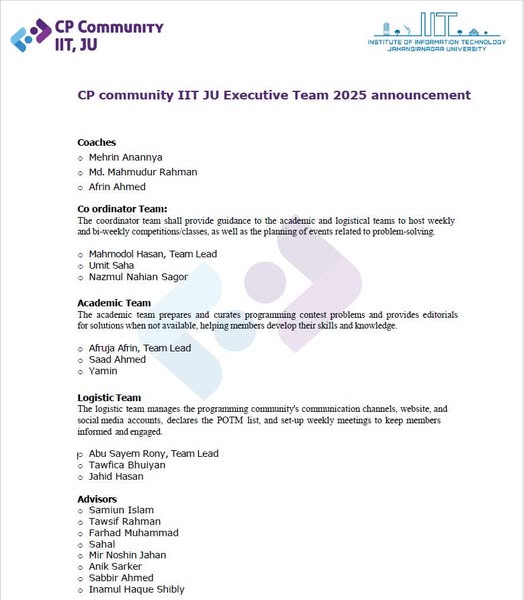 CP COMMUNITY
IIT, JU
IIT
INSTITUTE OF INFORMATION TECHNOLOGY
JAHANGIRNAGAR UNIVERSITY
CP community IIT JU Executive Team 2025 announcement
Coaches
○ Mehrin Anannya
○ Md. Mahmudur Rahman
○ Afrin Ahmed
Co ordinator Team:
The coordinator team shall provide guidance to the academic and logistical teams to host weekly
and bi-weekly competitions/classes, as well as the planning of events related to problem-solving.
○ Mahmodol Hasan, Team Lead
○ Umit Saha
○ Nazmul Nahian Sagor
Academic Team
The academic team prepares and curates programming contest problems and provides editorials
for solutions when not available, helping members develop their skills and knowledge.
○ Afruja Afrin, Team Lead
○ Saad Ahmed
○ Yamin
Logistic Team
The logistic team manages the programming community's communication channels, website, and
social media accounts, declares the POTM list, and set-up weekly meetings to keep members
informed and engaged.
○ Abu Sayem Rony, Team Lead
○ Tawfica Bhuiyan
○ Jahid Hasan
Advisors
○ Samiun Islam
○ Tawsif Rahman
○ Farhad Muhammad
○ Sahal
○ Mir Noshin Jahan
○ Anik Sarker
○ Sabbir Ahmed
○ Inamul Haque Shibly